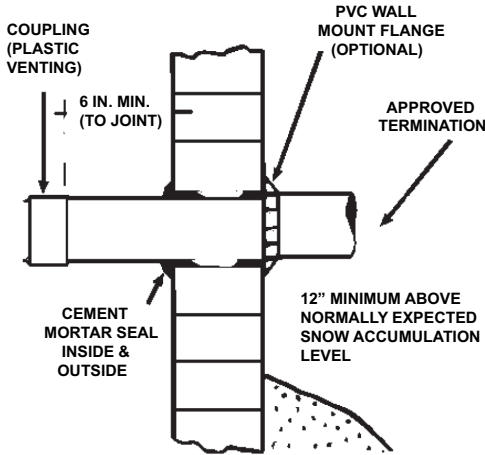 COUPLING
(PLASTIC
VENTING)
6 IN. MIN.
(TO JOINT)
PVC WALL
MOUNT FLANGE
(OPTIONAL)
APPROVED
TERMINATION
CEMENT
MORTAR SEAL
INSIDE &
OUTSIDE
12” MINIMUM ABOVE
NORMALLY EXPECTED
SNOW ACCUMULATION
LEVEL